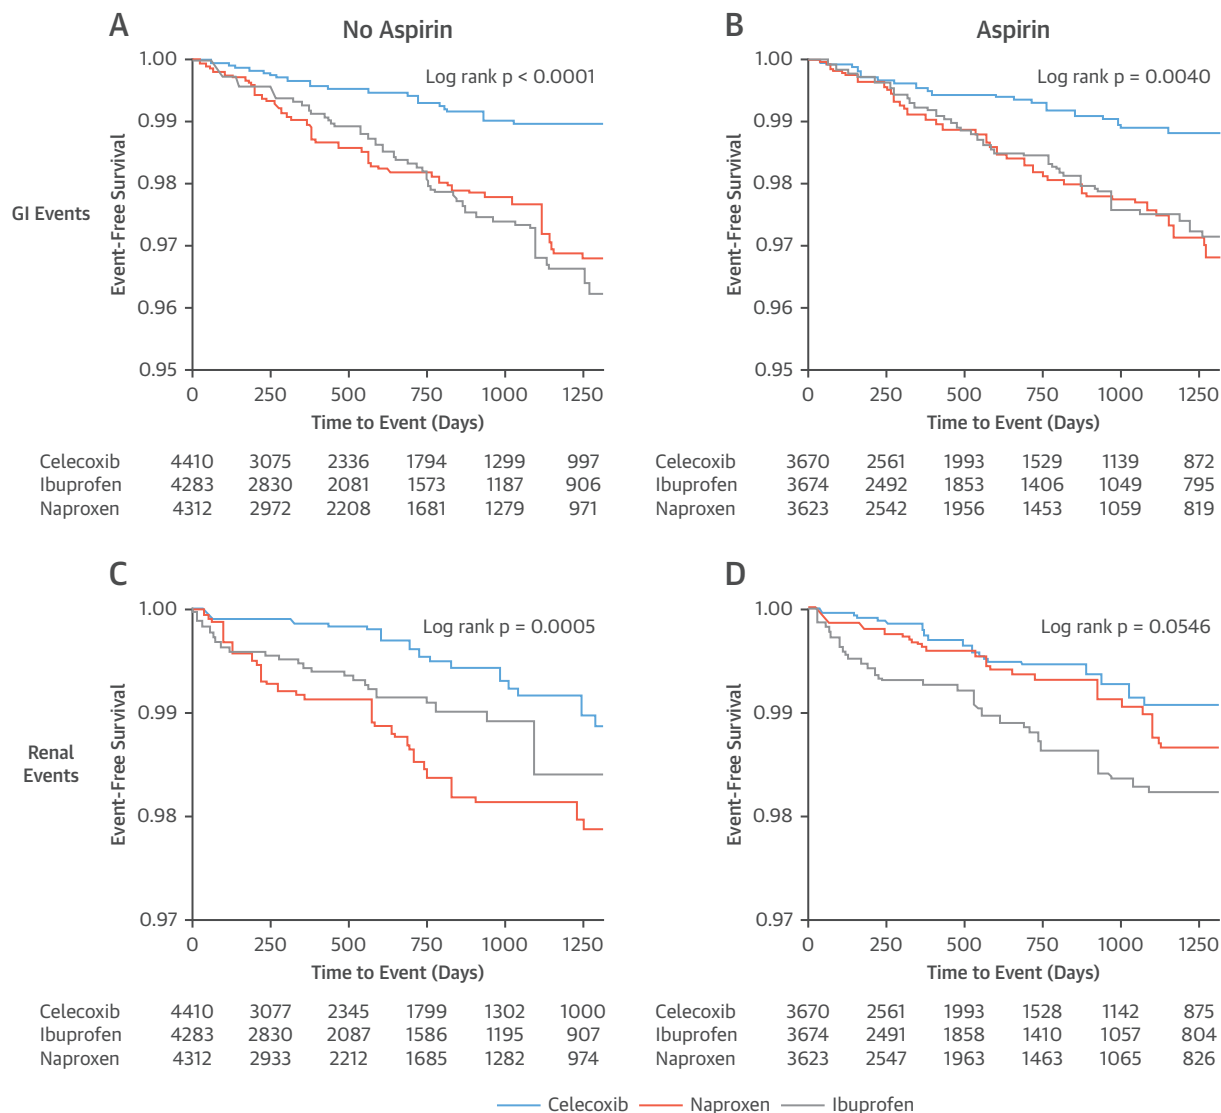 A
No Aspirin
B
Aspirin
GI Events
Event-Free Survival
1.00
0.99
0.98
0.97
0.96
0.95
Log rank p < 0.0001
0 250 500 750 1000 1250
Time to Event (Days)
Celecoxib 4410 3075 2336 1794 1299 997
Ibuprofen 4283 2830 2081 1573 1187 906
Naproxen 4312 2972 2208 1681 1279 971
Event-Free Survival
1.00
0.99
0.98
0.97
0.96
0.95
Log rank p = 0.0040
0 250 500 750 1000 1250
Time to Event (Days)
Celecoxib 3670 2561 1993 1529 1139 872
Ibuprofen 3674 2492 1853 1406 1049 795
Naproxen 3623 2542 1956 1453 1059 819
C
Renal
Events
Event-Free Survival
1.00
0.99
0.98
0.97
Log rank p = 0.0005
0 250 500 750 1000 1250
Time to Event (Days)
Celecoxib 4410 3077 2345 1799 1302 1000
Ibuprofen 4283 2830 2087 1586 1195 907
Naproxen 4312 2933 2212 1685 1282 974
D
Event-Free Survival
1.00
0.99
0.98
0.97
Log rank p = 0.0546
0 250 500 750 1000 1250
Time to Event (Days)
Celecoxib 3670 2561 1993 1528 1142 875
Ibuprofen 3674 2491 1858 1410 1057 804
Naproxen 3623 2547 1963 1463 1065 826
Celecoxib Naproxen Ibuprofen